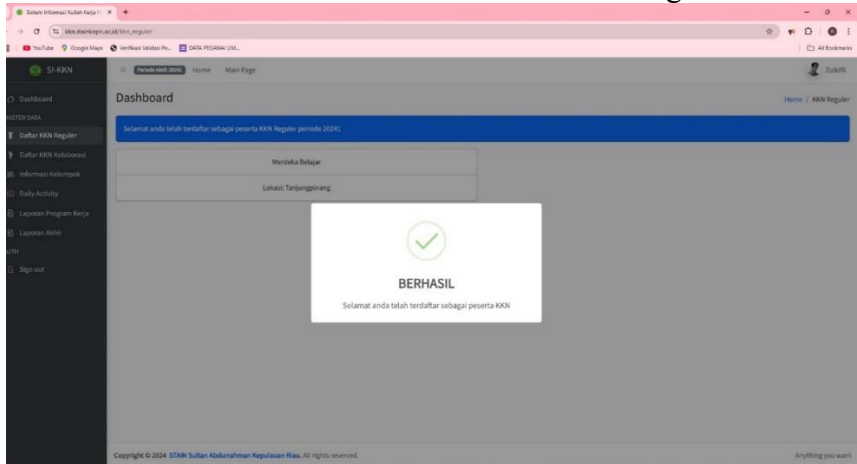 Sistem Informasi Kuliah Kerja N
kkn.stainkepri.ac.id/kkn_reguler
YouTube Google Maps Verifikasi Validasi Pe... DATA PEGAWAI UM... All Bookmarks
SI-KKN Periode Aktif: 20241 Home Main Page Zulkifli
Dashboard
MASTER DATA
Daftar KKN Reguler
Daftar KKN Kolaborasi
Informasi Kelompok
Daily Activity
Laporan Program Kerja
Laporan Akhir
Sign out
Dashboard Home / KKN Reguler
Selamat anda telah terdaftar sebagai peserta KKN Reguler periode 20241
Merdeka Belajar
Lokasi: Tanjungpinang
BERHASIL
Selamat anda telah terdaftar sebagai peserta KKN
Copyright © 2024 STAIN Sultan Abdurrahman Kepulauan Riau. All rights reserved. Anything you want